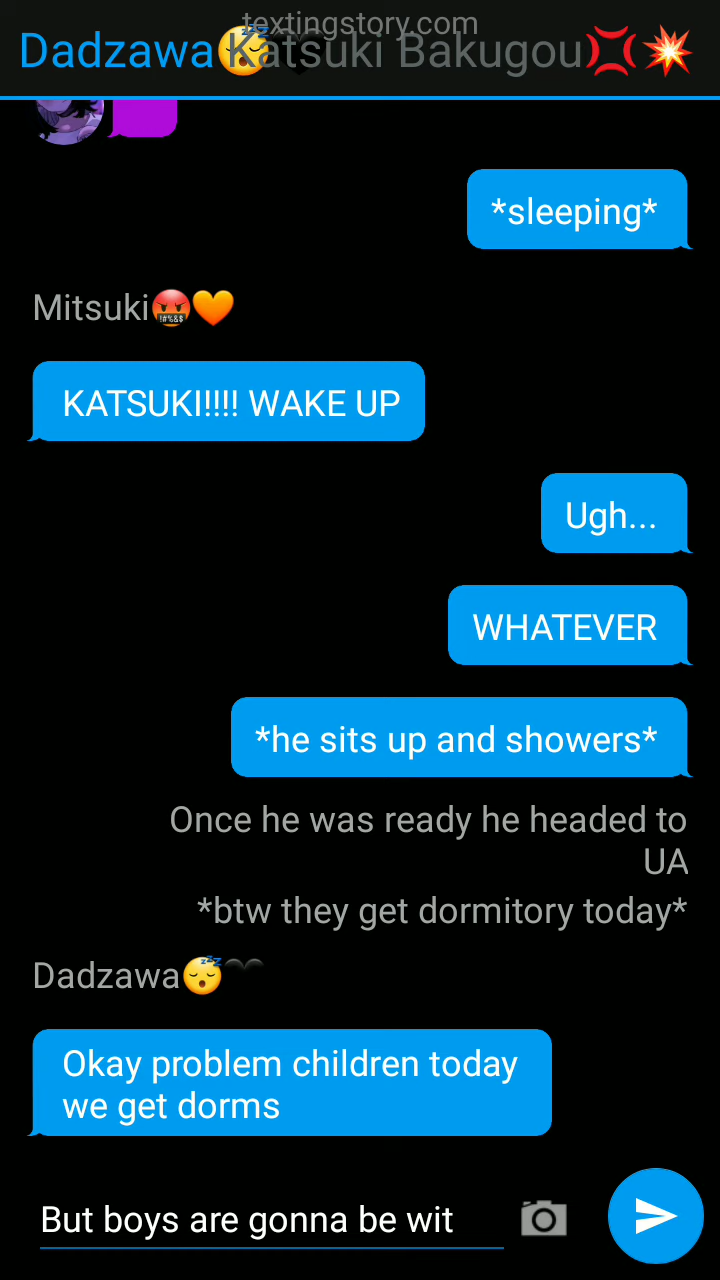 textingstory.com
Dadzawa😴🖤 Katsuki Bakugou💢💥
*sleeping*
Mitsuki🤬🧡
KATSUKI!!!! WAKE UP
Ugh...
WHATEVER
*he sits up and showers*
Once he was ready he headed to
UA
*btw they get dormitory today*
Dadzawa😴🖤
Okay problem children today
we get dorms
But boys are gonna be wit